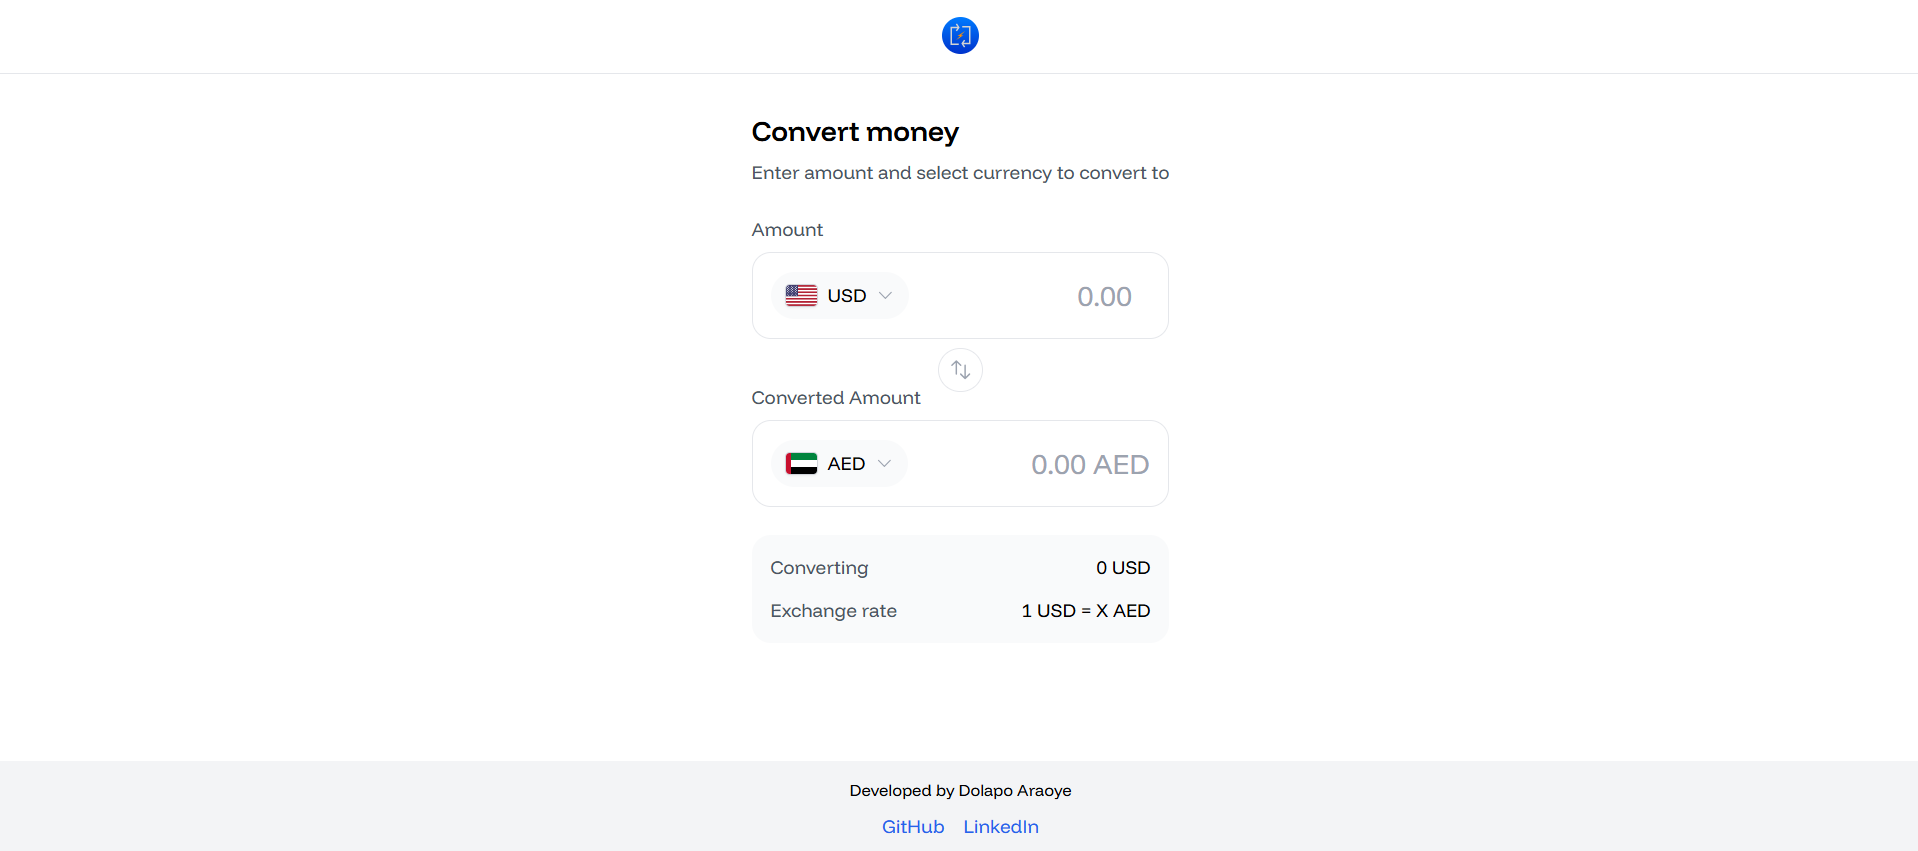 Convert money
Enter amount and select currency to convert to
Amount
USD 0.00
Converted Amount
AED 0.00 AED
Converting 0 USD
Exchange rate 1 USD = X AED
Developed by Dolapo Araoye
GitHub LinkedIn